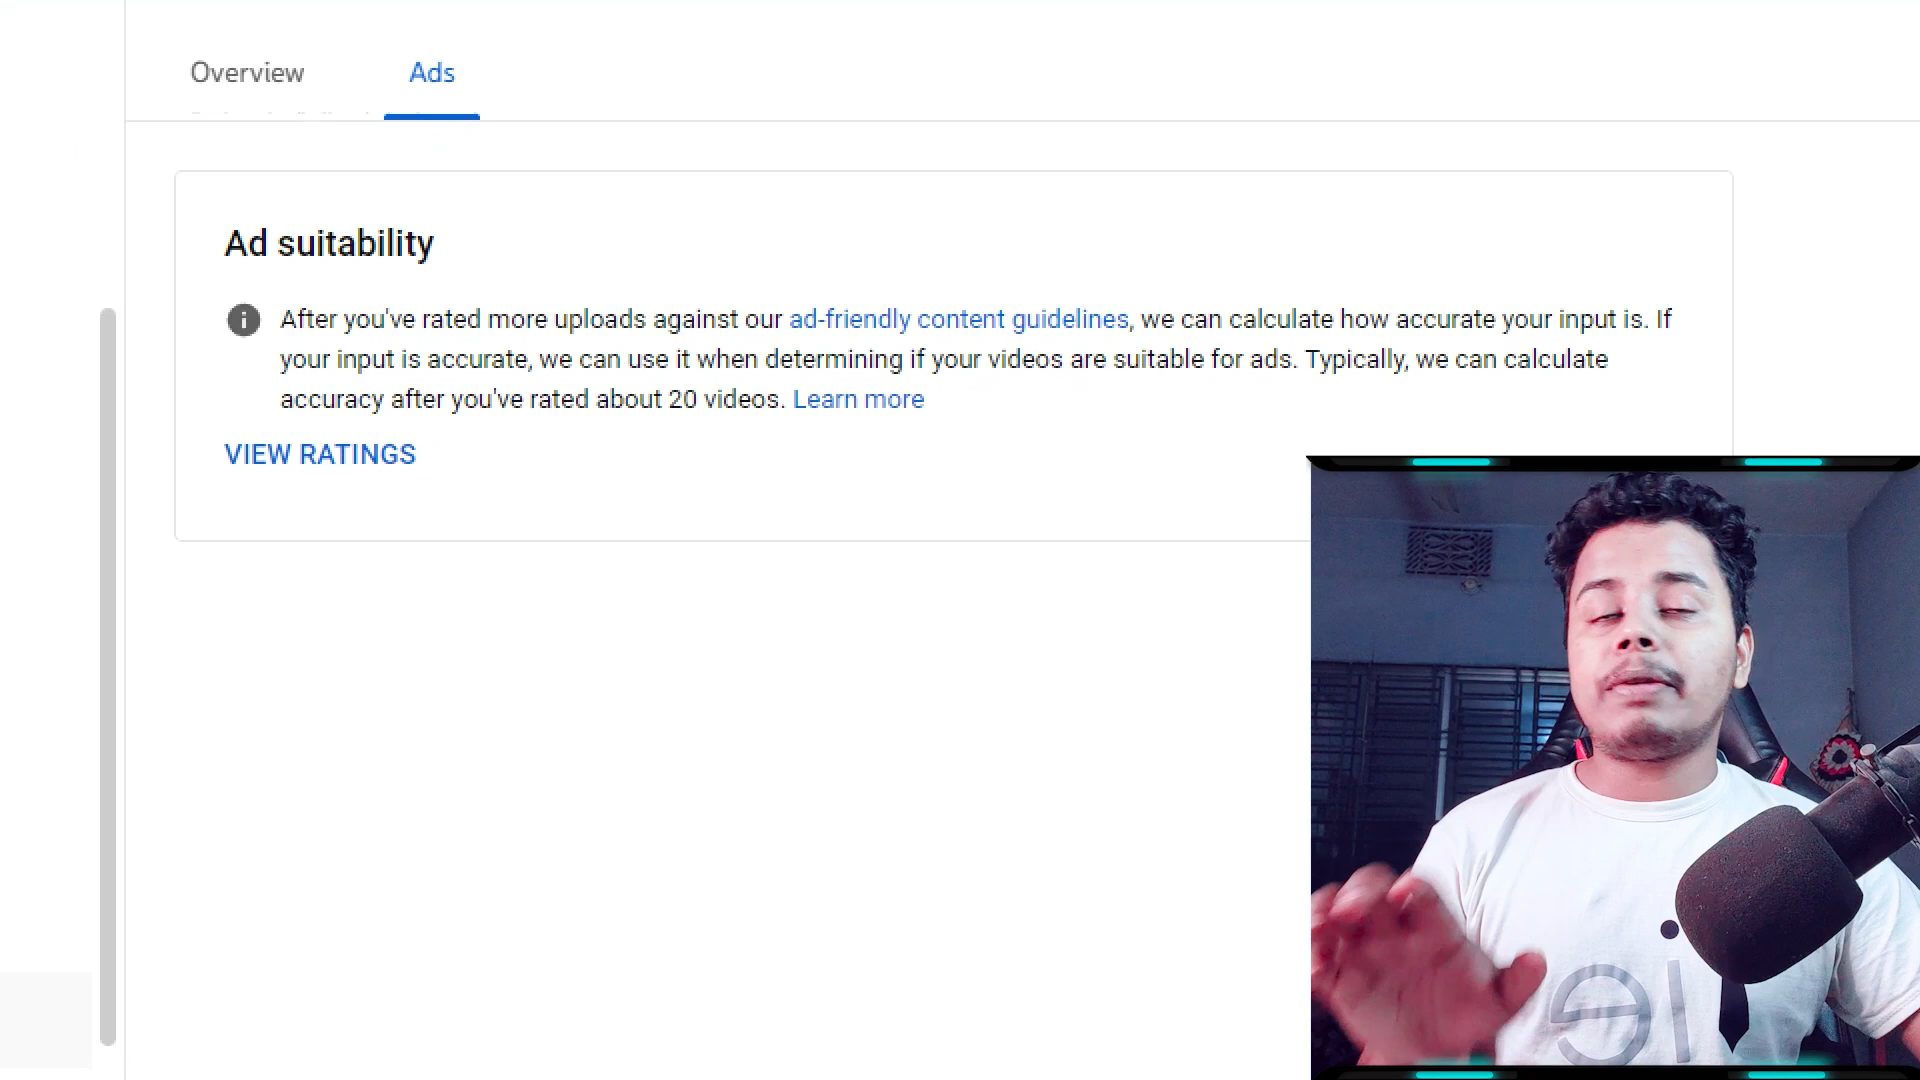 Overview
Ads
Ad suitability
After you've rated more uploads against our ad-friendly content guidelines, we can calculate how accurate your input is. If
your input is accurate, we can use it when determining if your videos are suitable for ads. Typically, we can calculate
accuracy after you've rated about 20 videos. Learn more
VIEW RATINGS